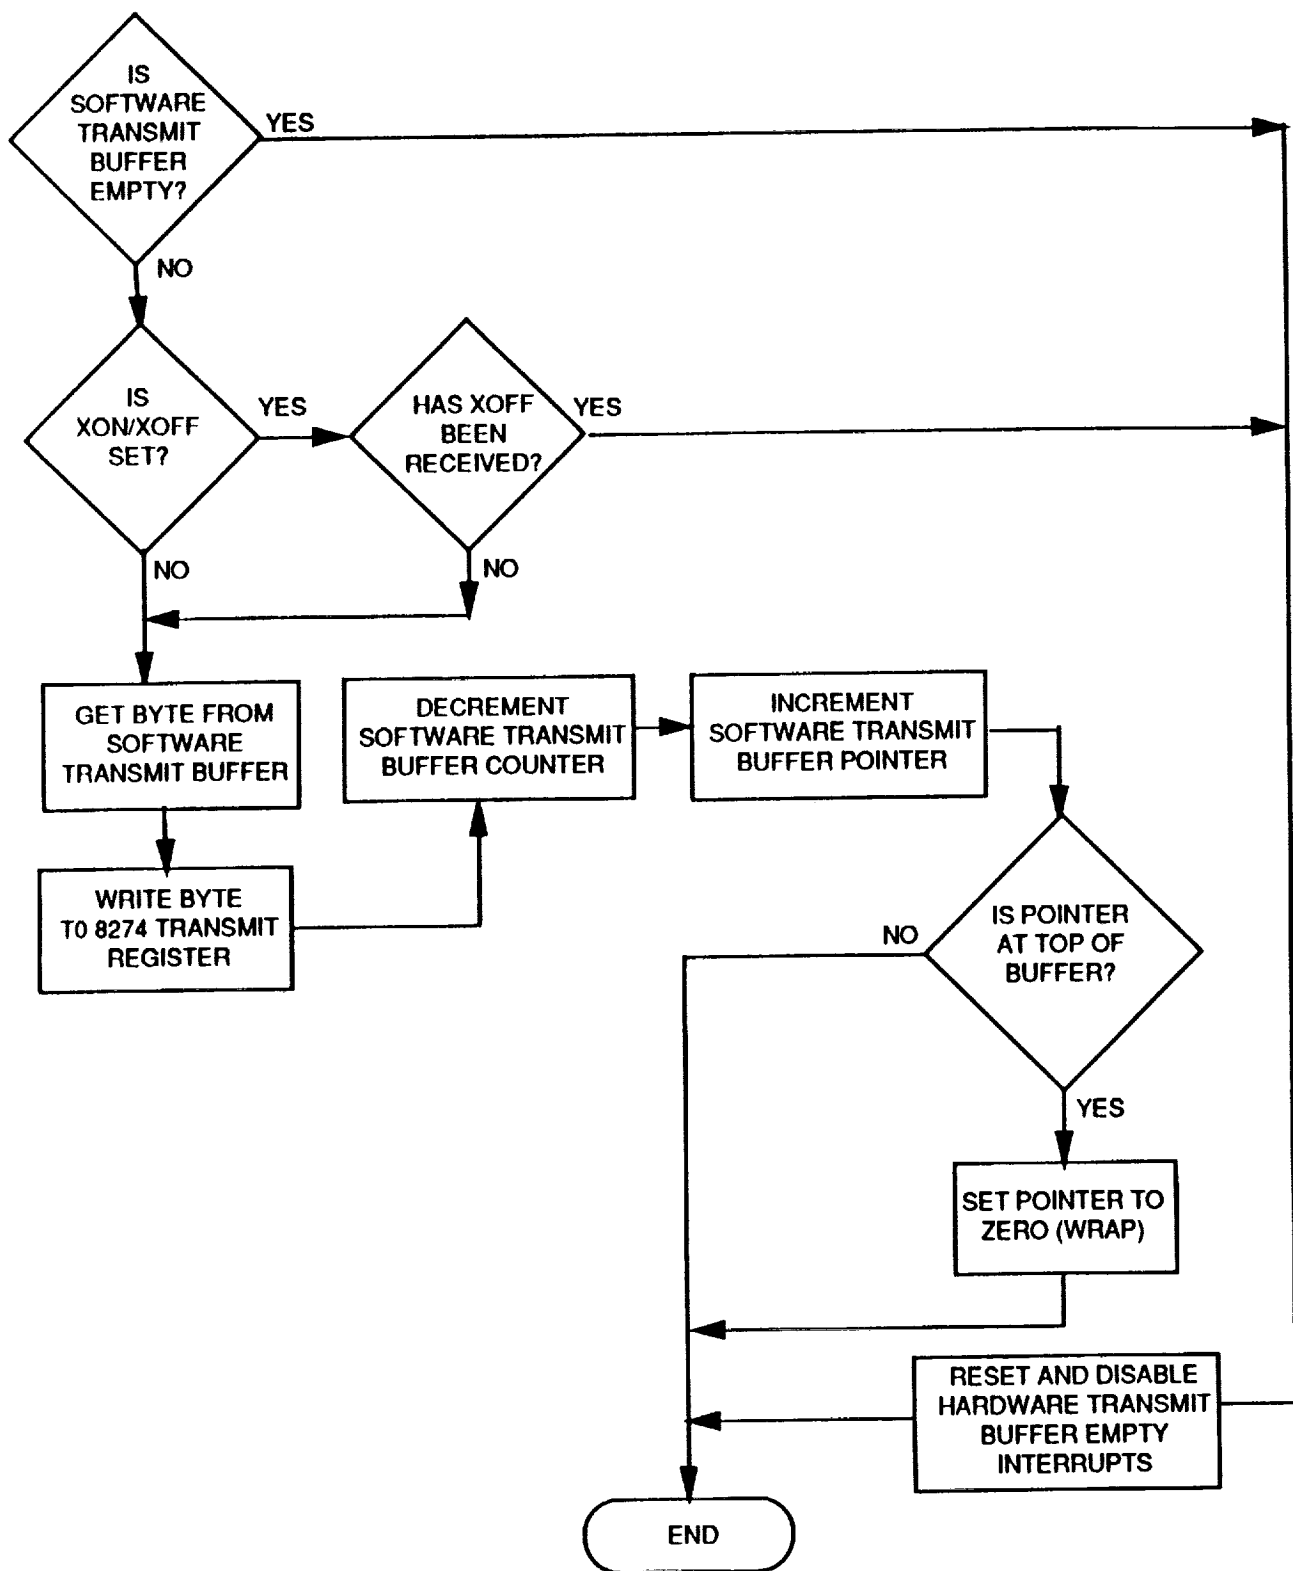 IS
SOFTWARE
TRANSMIT
BUFFER
EMPTY?
YES
NO
IS
XON/XOFF
SET?
YES
HAS XOFF
BEEN
RECEIVED?
YES
NO
NO
GET BYTE FROM
SOFTWARE
TRANSMIT BUFFER
DECREMENT
SOFTWARE TRANSMIT
BUFFER COUNTER
INCREMENT
SOFTWARE TRANSMIT
BUFFER POINTER
WRITE BYTE
TO 8274 TRANSMIT
REGISTER
IS POINTER
AT TOP OF
BUFFER?
NO
YES
SET POINTER TO
ZERO (WRAP)
RESET AND DISABLE
HARDWARE TRANSMIT
BUFFER EMPTY
INTERRUPTS
END